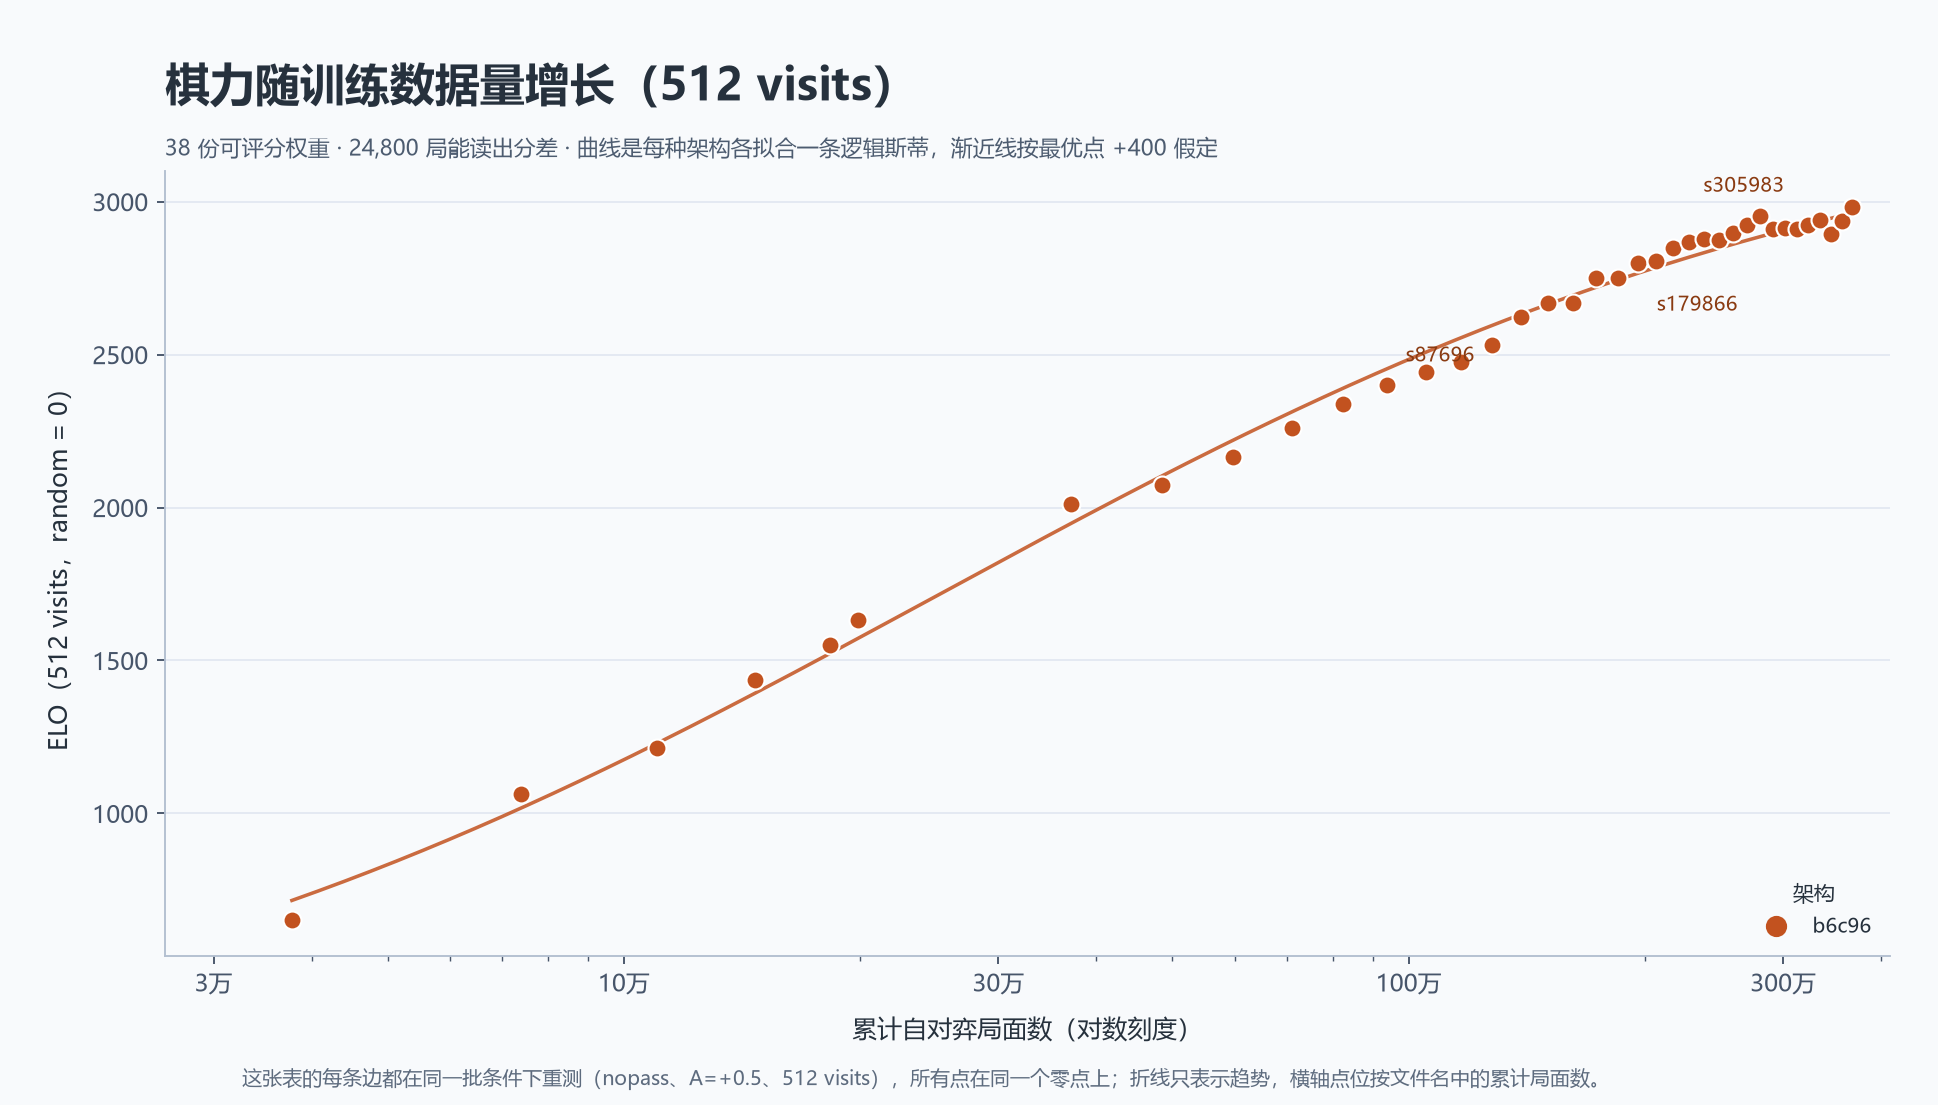 棋力随训练数据量增长（512 visits）
38 份可评分权重 · 24,800 局能读出分差 · 曲线是每种架构各拟合一条逻辑斯蒂，渐近线按最优点 +400 假定
3000
2500
2000
1500
1000
ELO（512 visits，random = 0）
s305983
s179866
s87696
架构
b6c96
3万
10万
30万
100万
300万
累计自对弈局面数（对数刻度）
这张表的每条边都在同一批条件下重测（nopass、A=+0.5、512 visits），所有点在同一个零点上；折线只表示趋势，横轴点位按文件名中的累计局面数。